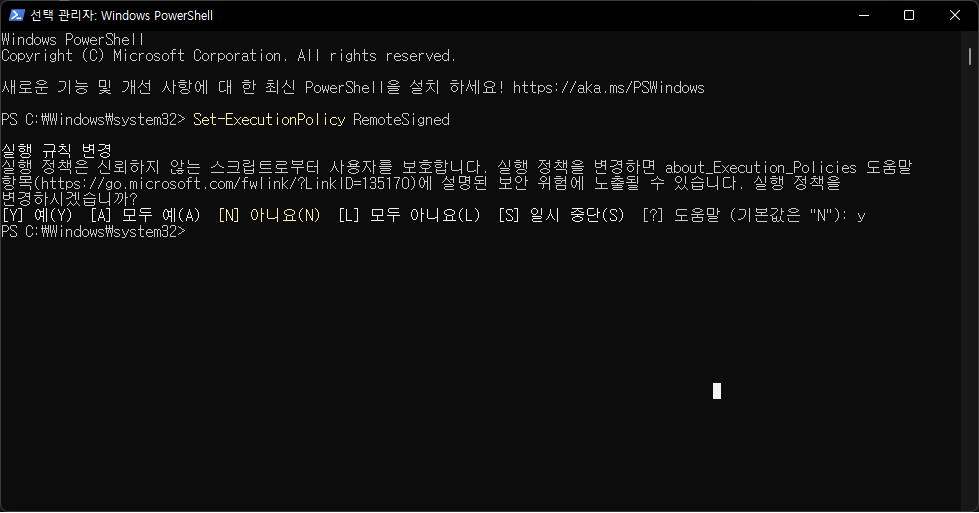 선택 관리자: Windows PowerShell
Windows PowerShell
Copyright (C) Microsoft Corporation. All rights reserved.
새로운 기능 및 개선 사항에 대 한 최신 PowerShell을 설치 하세요! https://aka.ms/PSWindows
PS C:₩Windows₩system32> Set-ExecutionPolicy RemoteSigned
실행 규칙 변경
실행 정책은 신뢰하지 않는 스크립트로부터 사용자를 보호합니다. 실행 정책을 변경하면 about_Execution_Policies 도움말
항목(https://go.microsoft.com/fwlink/?LinkID=135170)에 설명된 보안 위험에 노출될 수 있습니다. 실행 정책을
변경하시겠습니까?
[Y] 예(Y)  [A] 모두 예(A)  [N] 아니요(N)  [L] 모두 아니요(L)  [S] 일시 중단(S)  [?] 도움말 (기본값은 "N"): y
PS C:₩Windows₩system32>